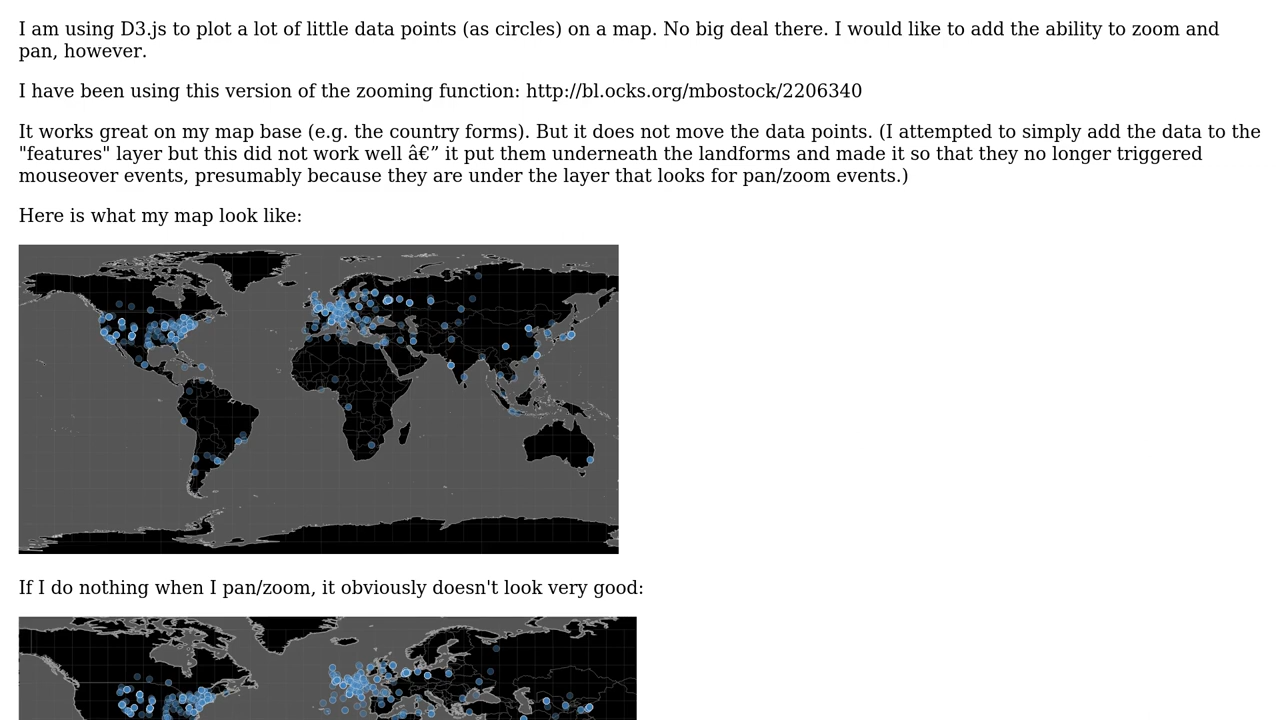 I am using D3.js to plot a lot of little data points (as circles) on a map. No big deal there. I would like to add the ability to zoom and
pan, however.
I have been using this version of the zooming function: http://bl.ocks.org/mbostock/2206340
It works great on my map base (e.g. the country forms). But it does not move the data points. (I attempted to simply add the data to the
"features" layer but this did not work well â€” it put them underneath the landforms and made it so that they no longer triggered
mouseover events, presumably because they are under the layer that looks for pan/zoom events.)
Here is what my map look like:
If I do nothing when I pan/zoom, it obviously doesn't look very good: